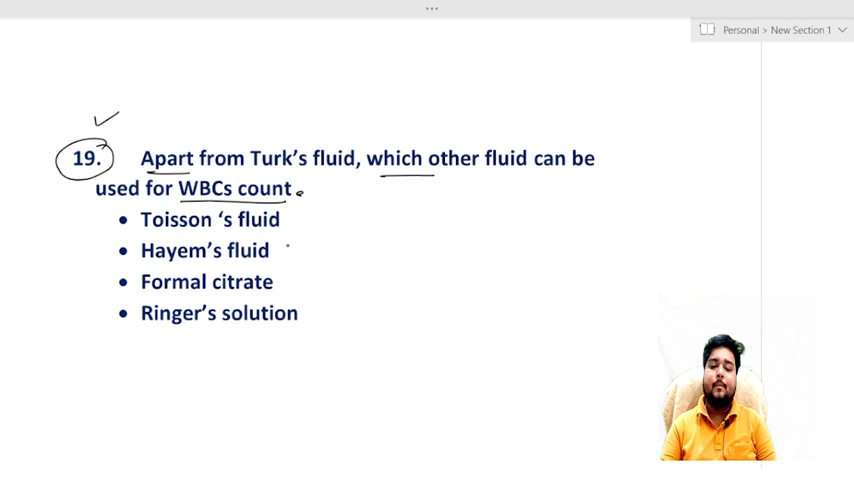 Personal > New Section 1
19. Apart from Turk's fluid, which other fluid can be
used for WBCs count .
• Toisson 's fluid
• Hayem's fluid
• Formal citrate
• Ringer's solution